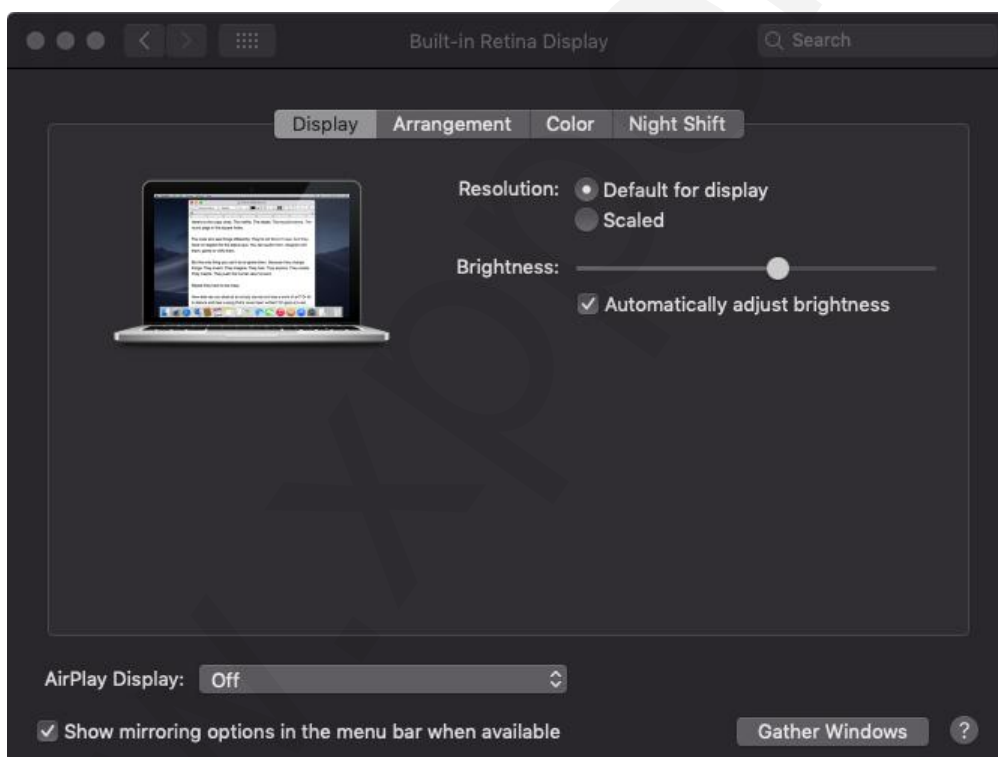 Built-in Retina Display
Search
Display Arrangement Color Night Shift
Resolution: Default for display
Scaled
Brightness:
Automatically adjust brightness
AirPlay Display: Off
Show mirroring options in the menu bar when available
Gather Windows ?